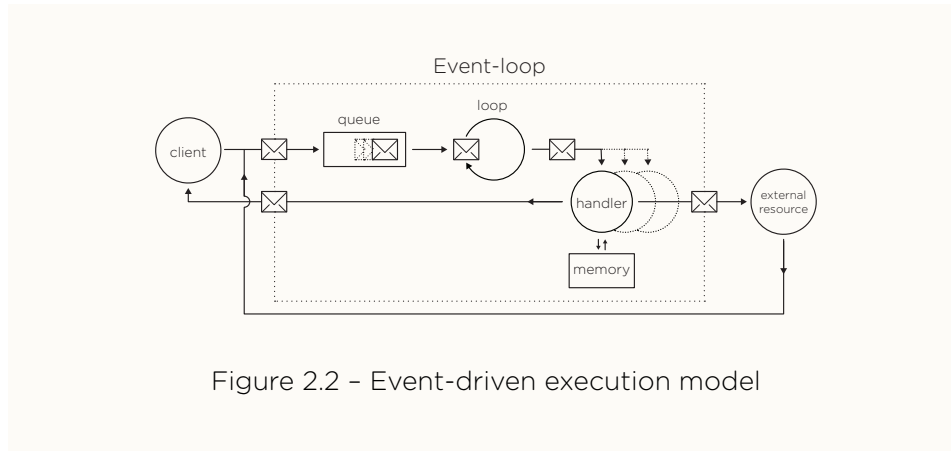 Event-loop
loop
queue
client
handler
external
resource
memory
Figure 2.2 – Event-driven execution model